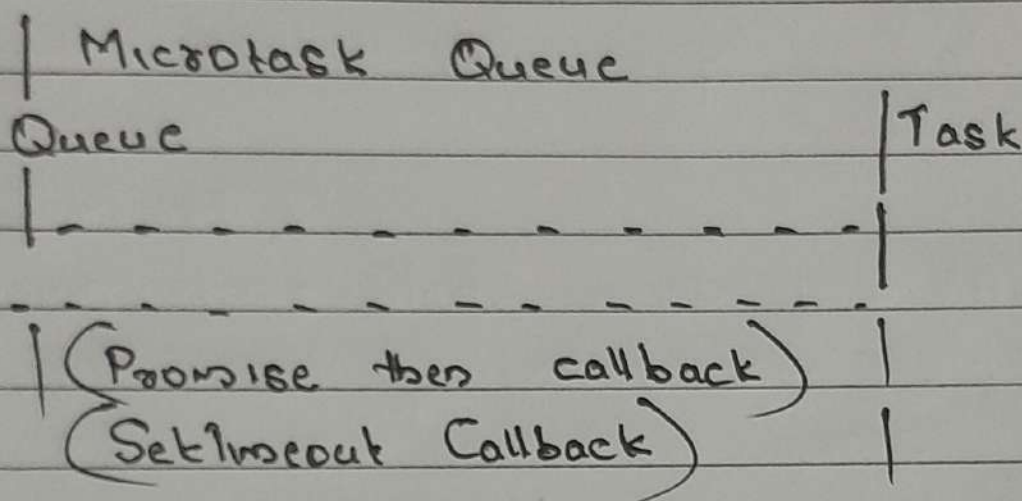 | Microtask Queue
Queue | Task
|- - - - - - - - - - -|
- - - - - - - - - - - -
| (Promise then callback) |
(SetTimeout Callback) |